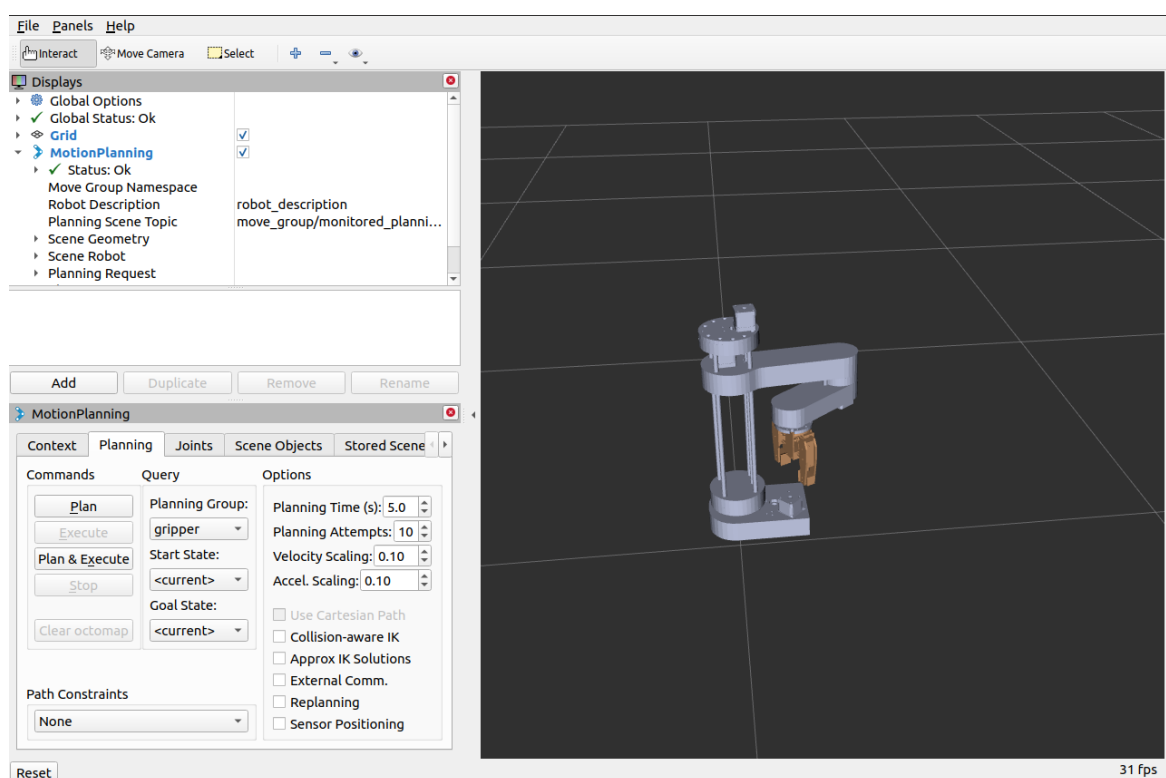 File Panels Help
Interact Move Camera Select
Displays
Global Options
Global Status: Ok
Grid
MotionPlanning
Status: Ok
Move Group Namespace
Robot Description robot_description
Planning Scene Topic move_group/monitored_planni...
Scene Geometry
Scene Robot
Planning Request
Add Duplicate Remove Rename
MotionPlanning
Context Planning Joints Scene Objects Stored Scene
Commands Query Options
Plan Planning Group: Planning Time (s): 5.0
Execute gripper Planning Attempts: 10
Plan & Execute Start State: Velocity Scaling: 0.10
Stop <current> Accel. Scaling: 0.10
Goal State: Use Cartesian Path
Clear octomap <current> Collision-aware IK
Approx IK Solutions
External Comm.
Path Constraints Replanning
None Sensor Positioning
Reset 31 fps